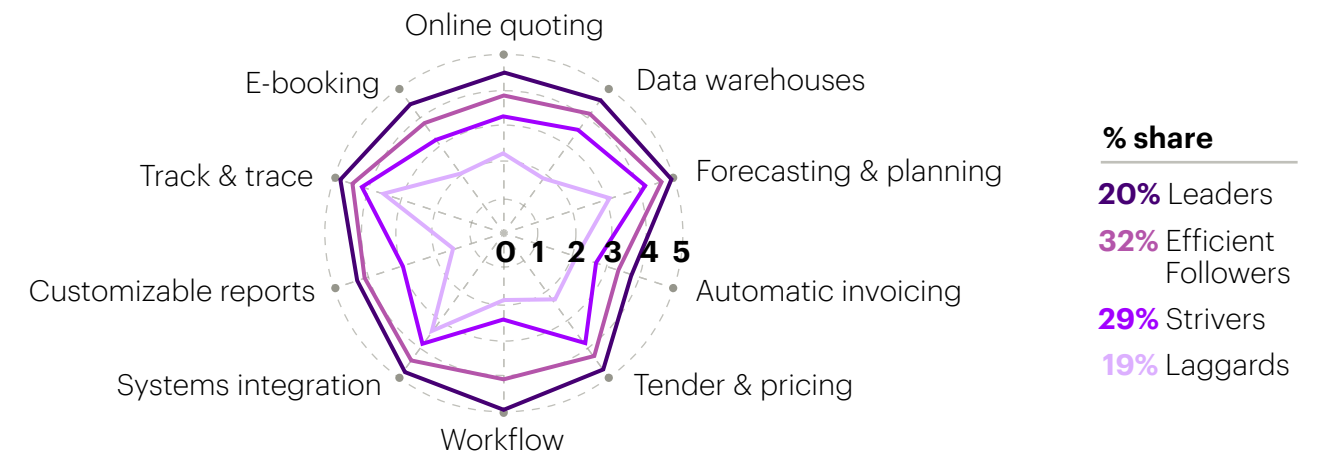 Online quoting
E-booking
Data warehouses
Track & trace
Forecasting & planning
0 1 2 3 4 5
Customizable reports
Automatic invoicing
Systems integration
Tender & pricing
Workflow
% share
20% Leaders
32% Efficient
Followers
29% Strivers
19% Laggards